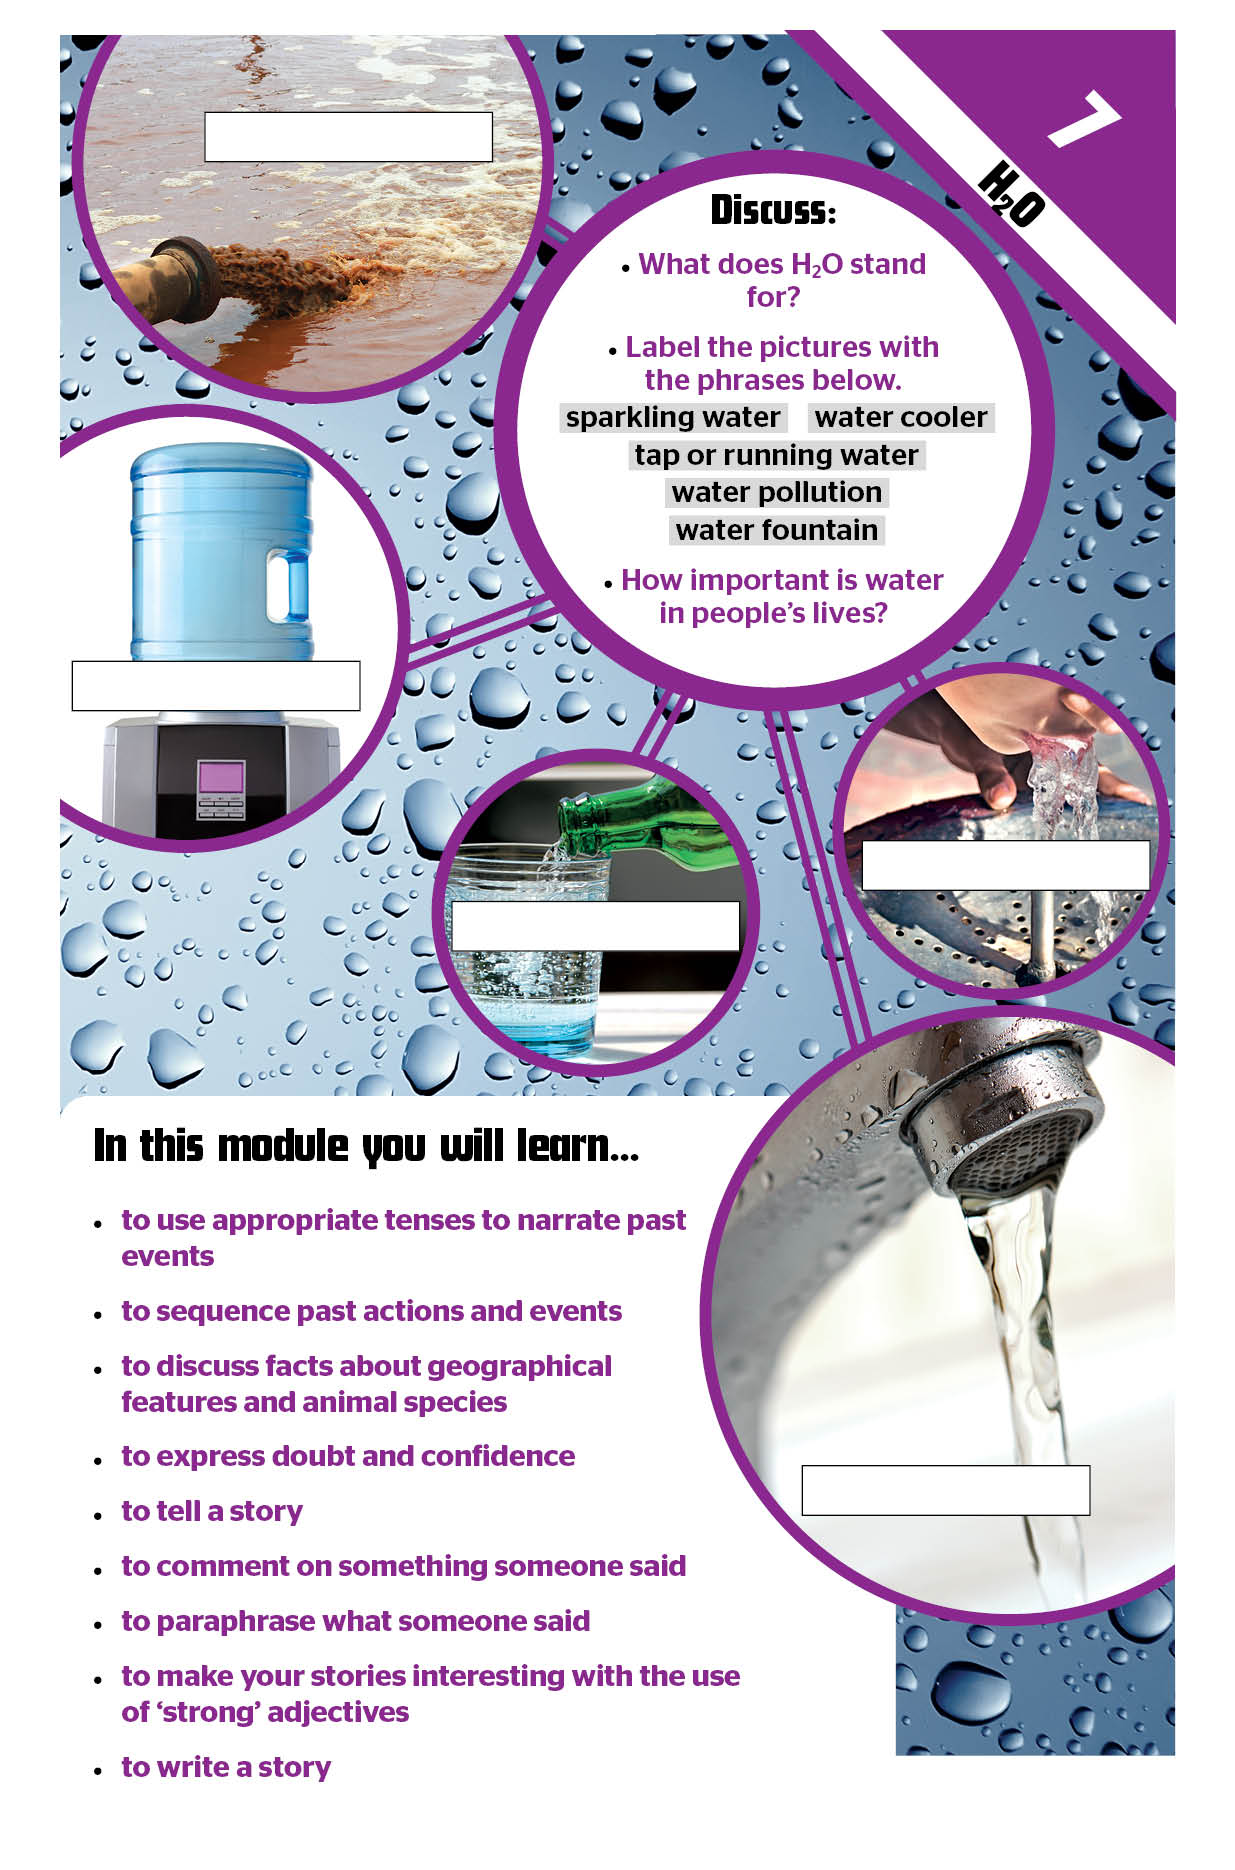 1
H₂O
Discuss:
• What does H₂O stand
for?
• Label the pictures with
the phrases below.
sparkling water water cooler
tap or running water
water pollution
water fountain
• How important is water
in people’s lives?
In this module you will learn...
• to use appropriate tenses to narrate past
events
• to sequence past actions and events
• to discuss facts about geographical
features and animal species
• to express doubt and confidence
• to tell a story
• to comment on something someone said
• to paraphrase what someone said
• to make your stories interesting with the use
of ‘strong’ adjectives
• to write a story